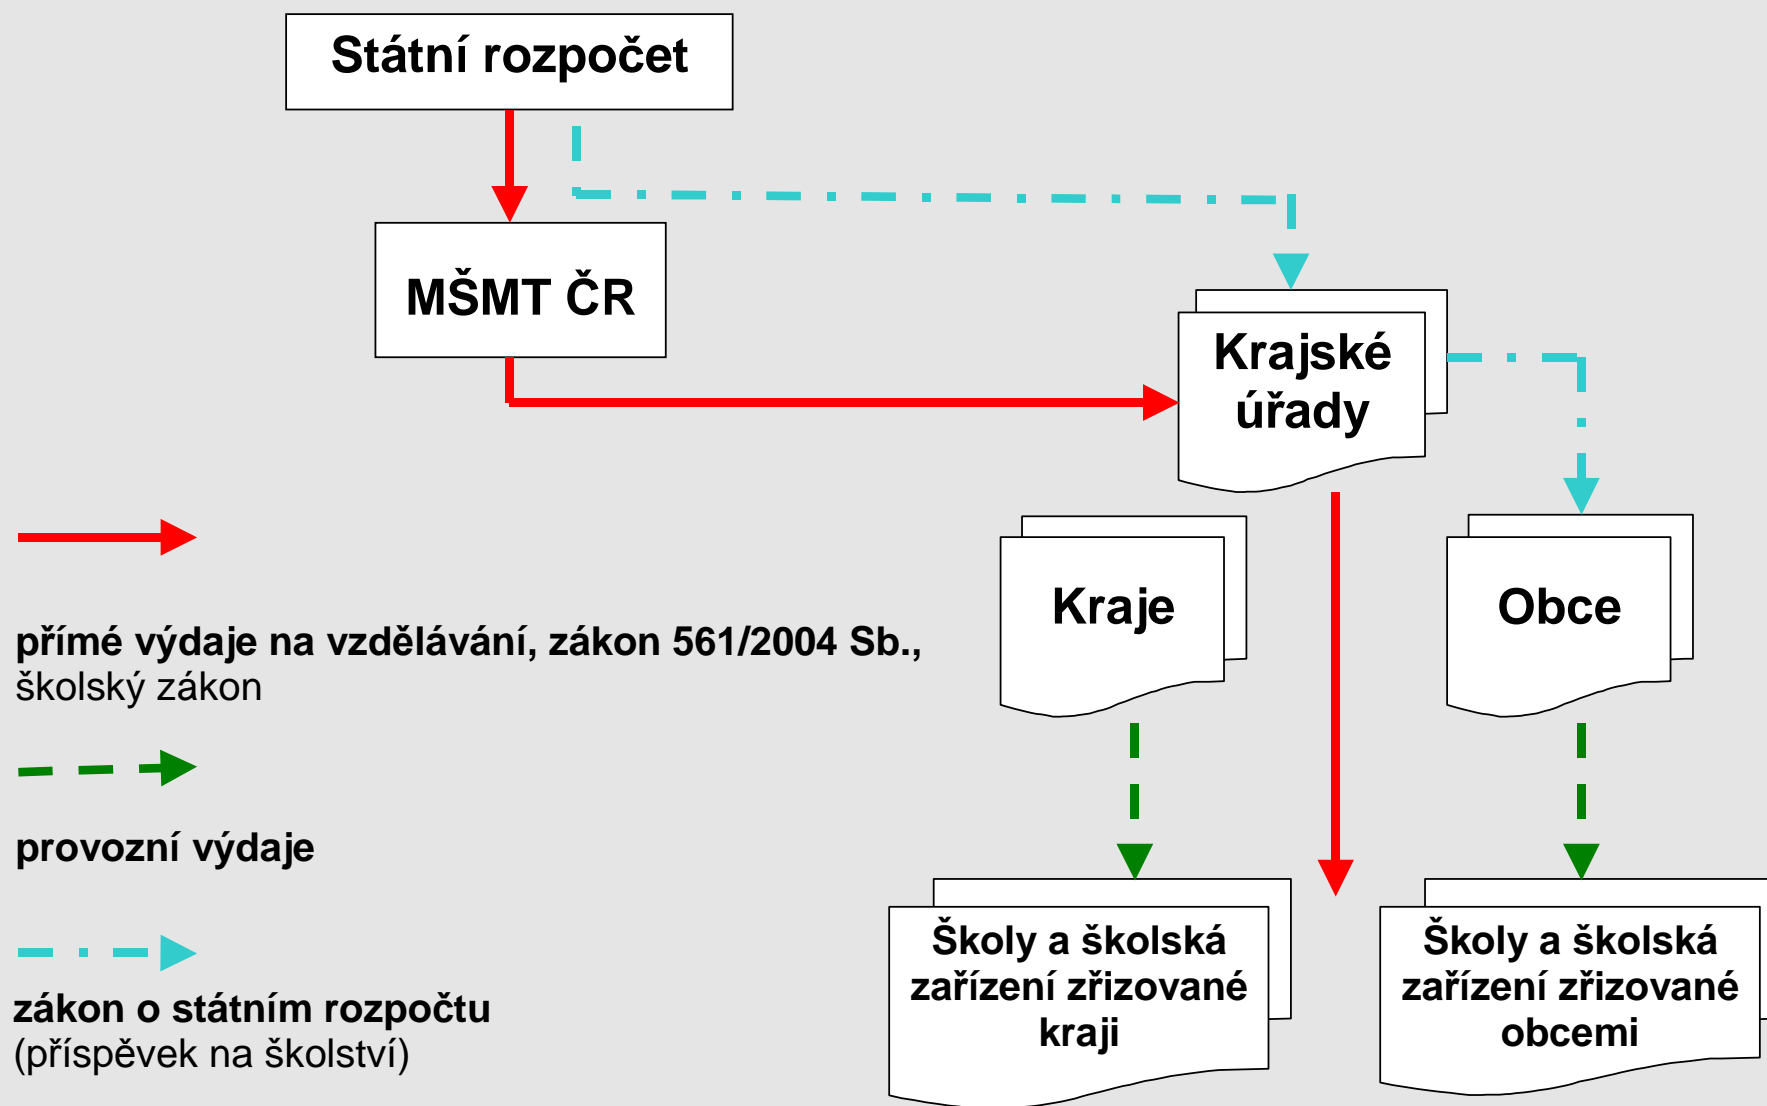 Státní rozpočet
MŠMT ČR
Krajské
úřady
Kraje
Obce
přímé výdaje na vzdělávání, zákon 561/2004 Sb.,
školský zákon
provozní výdaje
zákon o státním rozpočtu
(příspěvek na školství)
Školy a školská
zařízení zřizované
kraji
Školy a školská
zařízení zřizované
obcemi